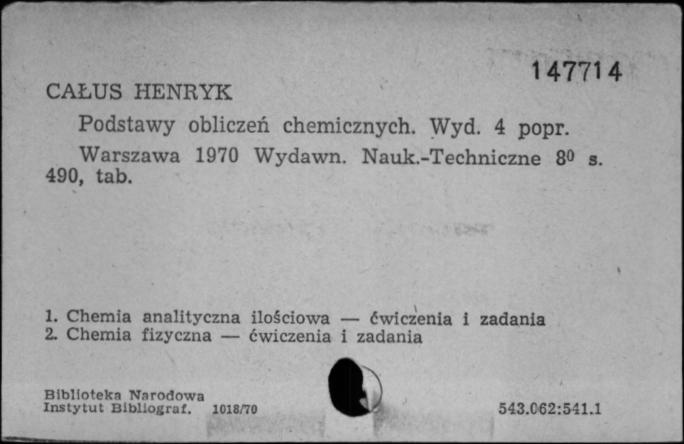 147714
CAŁUS HENRYK
Podstawy obliczeń chemicznych. Wyd. 4 popr.
Warszawa 1970 Wydawn. Nauk.-Techniczne 8⁰ s.
490, tab.
1. Chemia analityczna ilościowa — ćwiczenia i zadania
2. Chemia fizyczna — ćwiczenia i zadania
Biblioteka Narodowa
Instytut Bibliograf. 1018/70
543.062:541.1